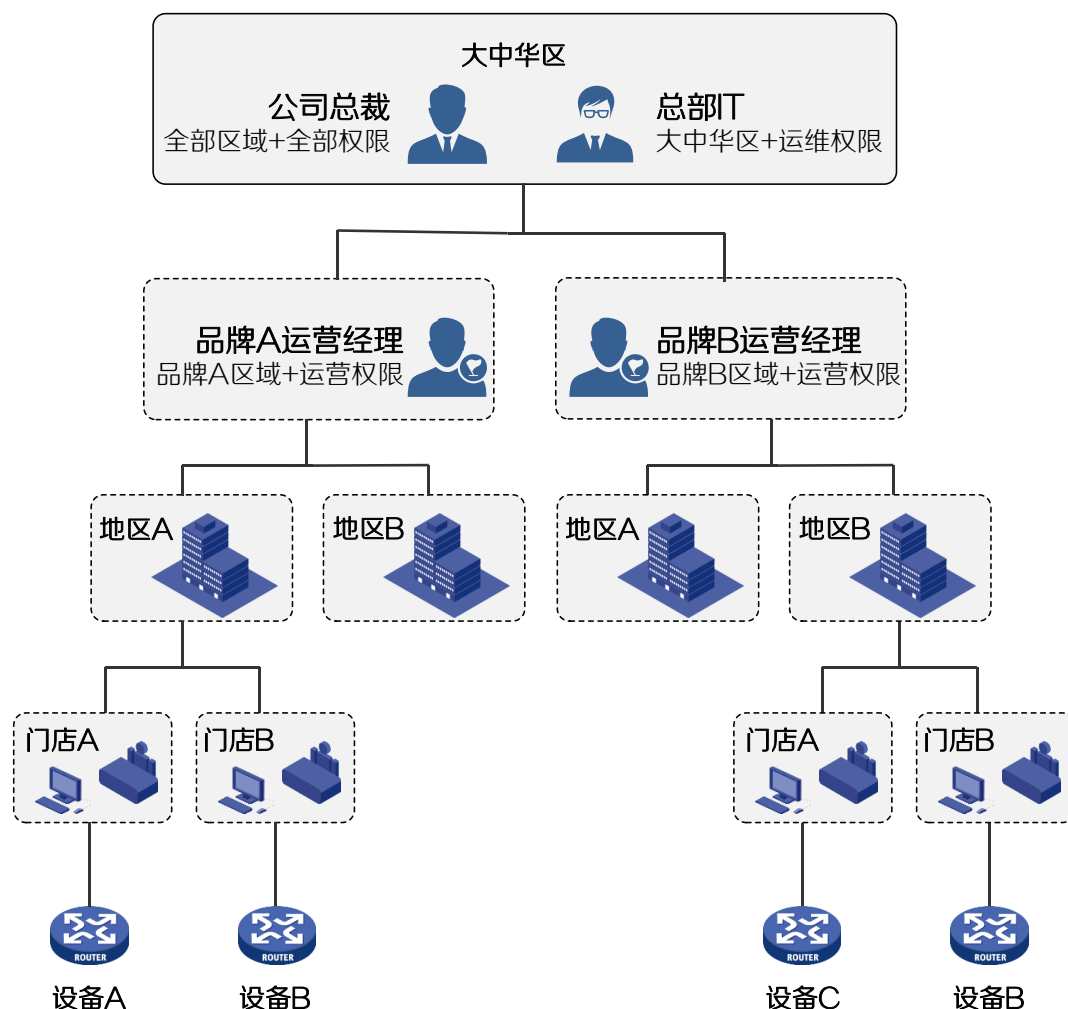 大中华区
公司总裁
全部区域+全部权限
总部IT
大中华区+运维权限
品牌A运营经理
品牌A区域+运营权限
品牌B运营经理
品牌B区域+运营权限
地区A
地区B
地区A
地区B
门店A
门店B
门店A
门店B
ROUTER
ROUTER
ROUTER
ROUTER
设备A
设备B
设备C
设备B